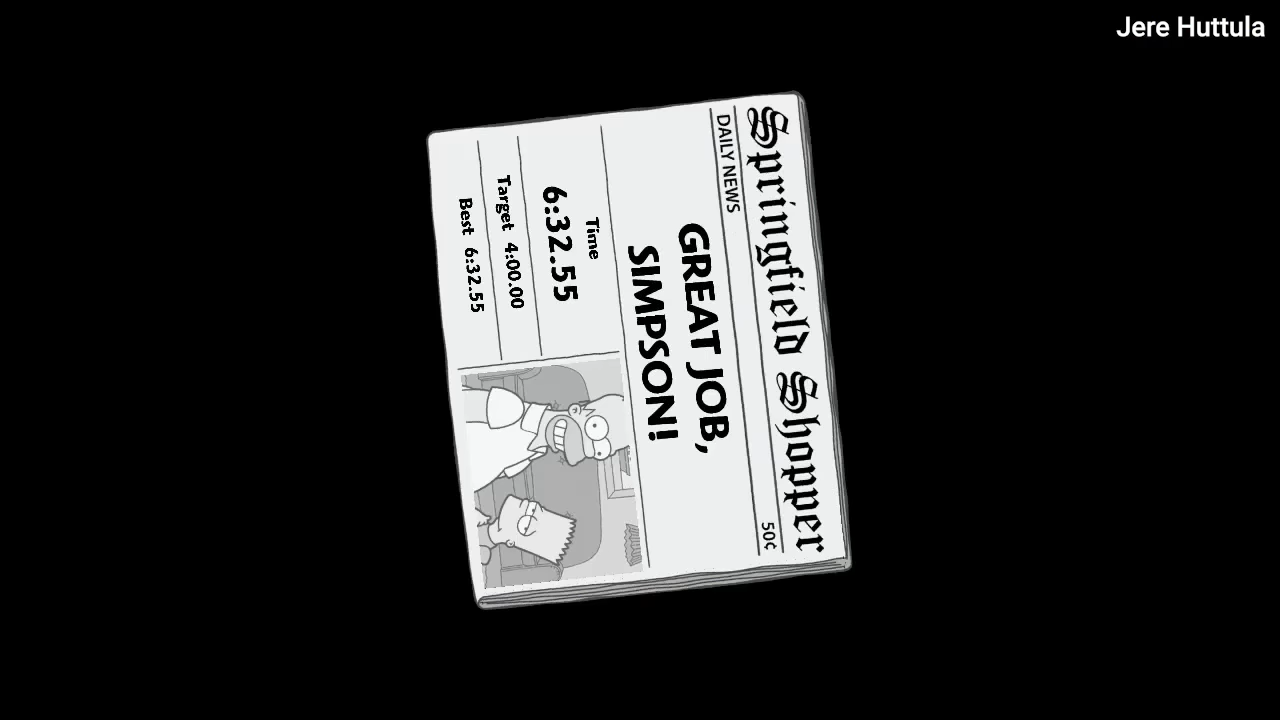 Jere Huttula
Springfield Shopper
DAILY NEWS 50¢
GREAT JOB,
SIMPSON!
Time
6:32.55
Target 4:00.00
Best 6:32.55